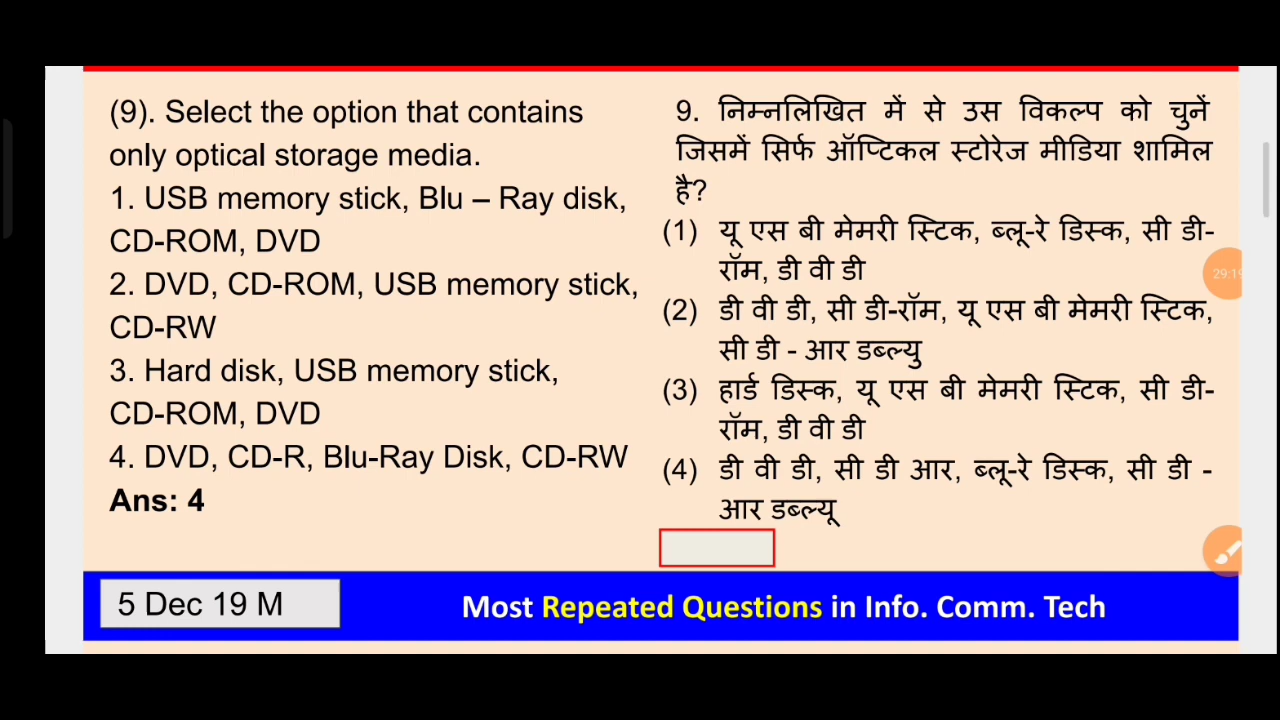 (9). Select the option that contains
only optical storage media.
1. USB memory stick, Blu – Ray disk,
CD-ROM, DVD
2. DVD, CD-ROM, USB memory stick,
CD-RW
3. Hard disk, USB memory stick,
CD-ROM, DVD
4. DVD, CD-R, Blu-Ray Disk, CD-RW
Ans: 4
9. निम्नलिखित में से उस विकल्प को चुनें
जिसमें सिर्फ ऑप्टिकल स्टोरेज मीडिया शामिल
है?
(1) यू एस बी मेमरी स्टिक, ब्लू-रे डिस्क, सी डी-
रॉम, डी वी डी
(2) डी वी डी, सी डी-रॉम, यू एस बी मेमरी स्टिक,
सी डी - आर डब्ल्यु
(3) हार्ड डिस्क, यू एस बी मेमरी स्टिक, सी डी-
रॉम, डी वी डी
(4) डी वी डी, सी डी आर, ब्लू-रे डिस्क, सी डी -
आर डब्ल्यू
29:19
5 Dec 19 M
Most Repeated Questions in Info. Comm. Tech